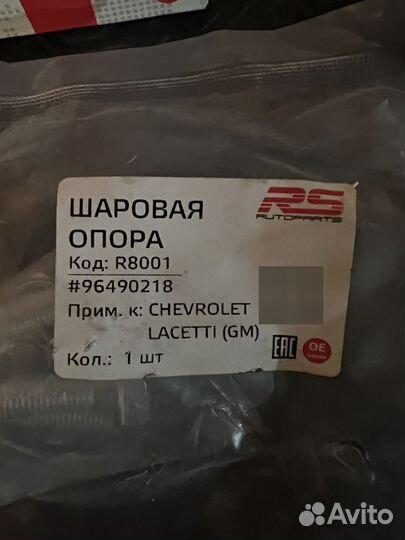 ШАРОВАЯ
ОПОРА
Код: R8001
#96490218
Прим. к: CHEVROLET
LACETTI (GM)
Кол.: 1 шт
RS
AUTOPARTS
EAC
OE
Avito